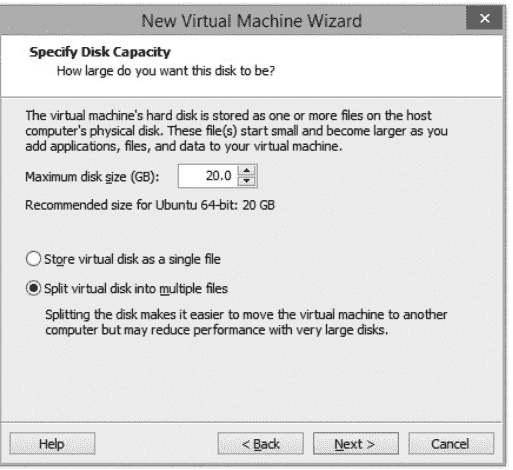 New Virtual Machine Wizard
Specify Disk Capacity
How large do you want this disk to be?
The virtual machine's hard disk is stored as one or more files on the host
computer's physical disk. These file(s) start small and become larger as you
add applications, files, and data to your virtual machine.
Maximum disk size (GB): 20.0
Recommended size for Ubuntu 64-bit: 20 GB
Store virtual disk as a single file
Split virtual disk into multiple files
Splitting the disk makes it easier to move the virtual machine to another
computer but may reduce performance with very large disks.
Help < Back Next > Cancel